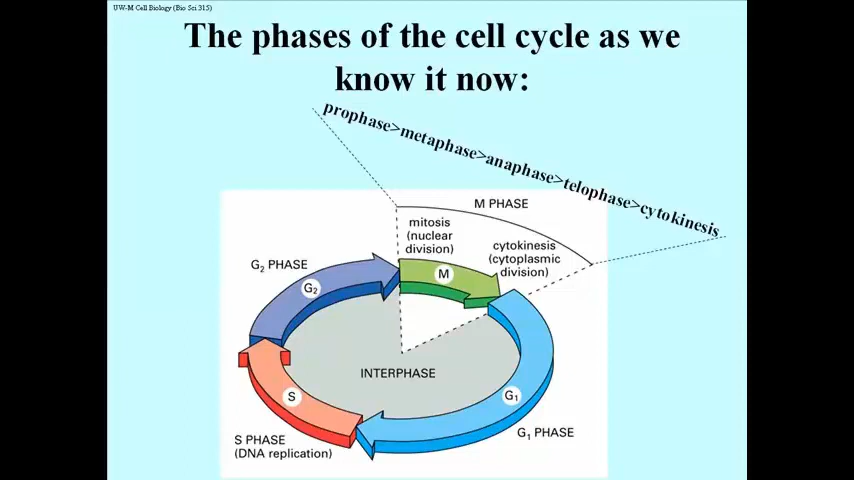 UW-M Cell Biology (Bio Sci 315)
The phases of the cell cycle as we
know it now:
prophase>metaphase>anaphase>telophase>cytokinesis
M PHASE
mitosis
(nuclear
division)
cytokinesis
(cytoplasmic
division)
G₂ PHASE
M
G₂
INTERPHASE
S
G₁
G₁ PHASE
S PHASE
(DNA replication)